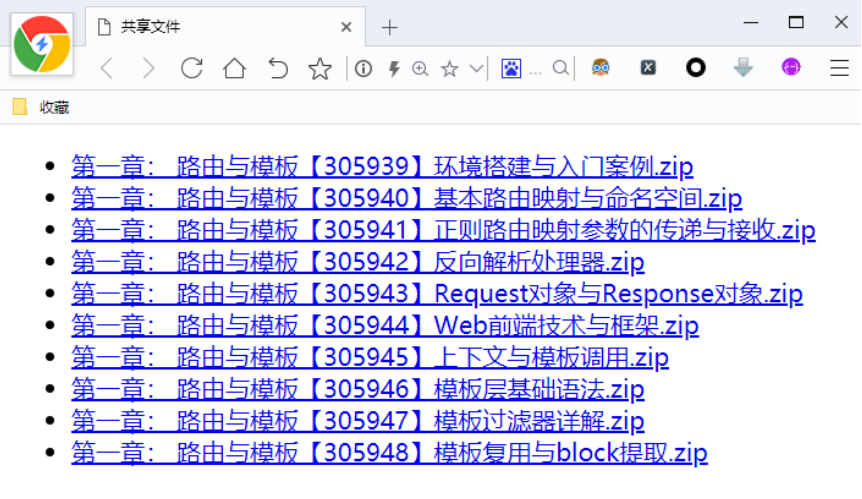 共享文件
收藏
第一章： 路由与模板【305939】环境搭建与入门案例.zip
第一章： 路由与模板【305940】基本路由映射与命名空间.zip
第一章： 路由与模板【305941】正则路由映射参数的传递与接收.zip
第一章： 路由与模板【305942】反向解析处理器.zip
第一章： 路由与模板【305943】Request对象与Response对象.zip
第一章： 路由与模板【305944】Web前端技术与框架.zip
第一章： 路由与模板【305945】上下文与模板调用.zip
第一章： 路由与模板【305946】模板层基础语法.zip
第一章： 路由与模板【305947】模板过滤器详解.zip
第一章： 路由与模板【305948】模板复用与block提取.zip